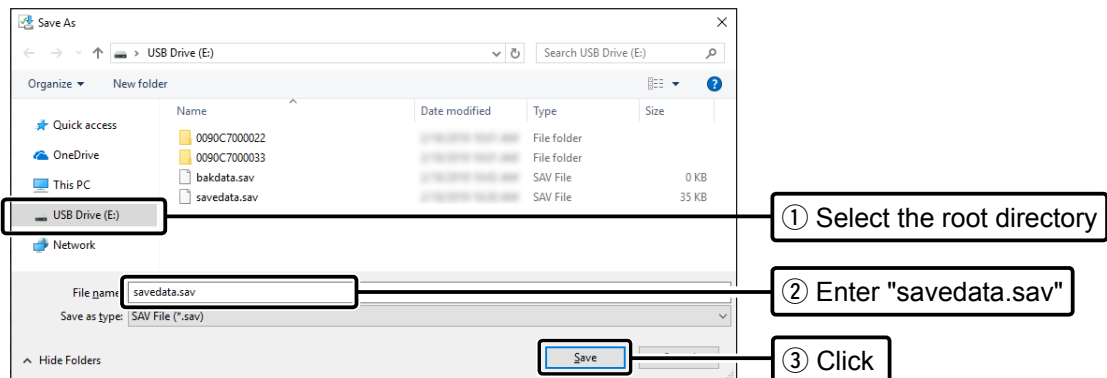 Save As
USB Drive (E:)
Search USB Drive (E:)
Organize
New folder
Name
Date modified
Type
Size
Quick access
OneDrive
This PC
USB Drive (E:)
Network
0090C7000022
File folder
0090C7000033
File folder
bakdata.sav
SAV File
0 KB
savedata.sav
SAV File
35 KB
① Select the root directory
File name
savedata.sav
② Enter "savedata.sav"
Save as type: SAV File (*.sav)
Hide Folders
Save
③ Click